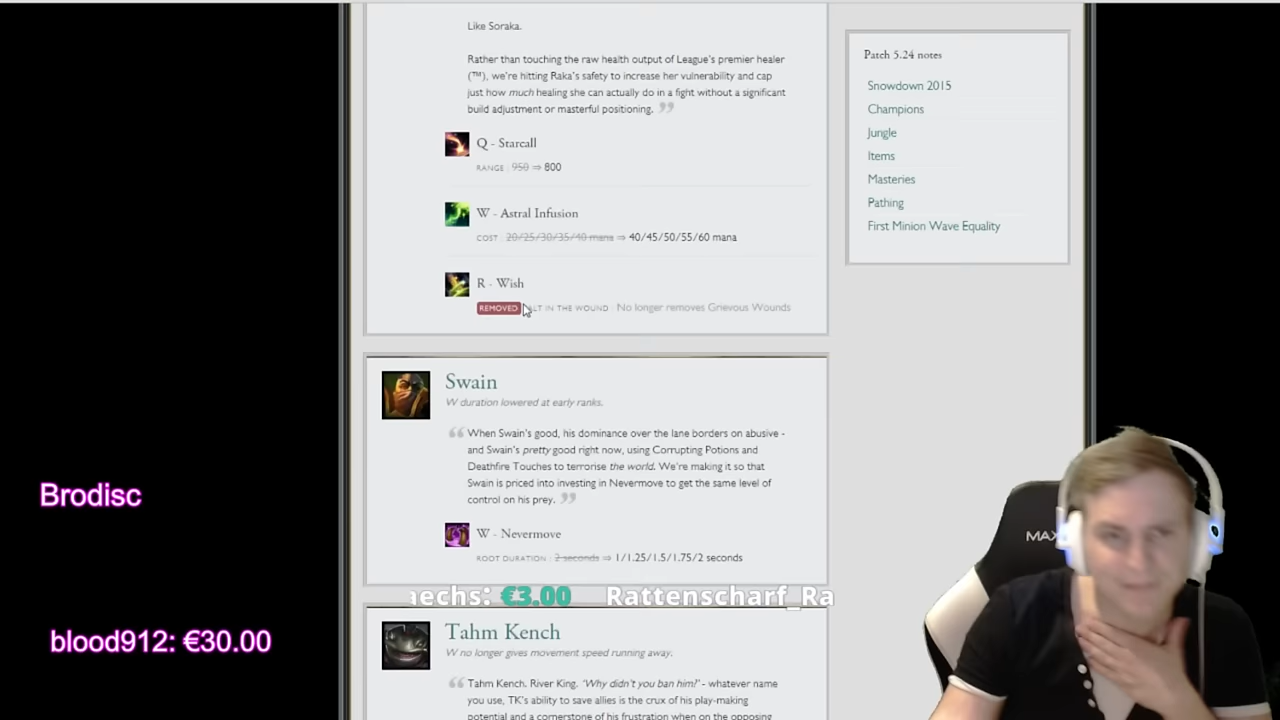 Like Soraka.
Rather than touching the raw health output of League's premier healer
(™), we're hitting Raka's safety to increase her vulnerability and cap
just how much healing she can actually do in a fight without a significant
build adjustment or masterful positioning. ”
Q - Starcall
RANGE : 950 ⇒ 800
W - Astral Infusion
COST : 20/25/30/35/40 mana ⇒ 40/45/50/55/60 mana
R - Wish
REMOVED ALT IN THE WOUND : No longer removes Grievous Wounds
Swain
W duration lowered at early ranks.
“ When Swain's good, his dominance over the lane borders on abusive -
and Swain's pretty good right now, using Corrupting Potions and
Deathfire Touches to terrorise the world. We're making it so that
Swain is priced into investing in Nevermove to get the same level of
control on his prey. ”
W - Nevermove
ROOT DURATION : 2 seconds ⇒ 1/1.25/1.5/1.75/2 seconds
aechs: €3.00 Rattenscharf_Ra
Tahm Kench
W no longer gives movement speed running away.
“ Tahm Kench. River King. 'Why didn't you ban him?' - whatever name
you use, TK's ability to save allies is the crux of his play-making
potential and a cornerstone of his frustration when on the opposing
Patch 5.24 notes
Snowdown 2015
Champions
Jungle
Items
Masteries
Pathing
First Minion Wave Equality
Brodisc
blood912: €30.00
MAX